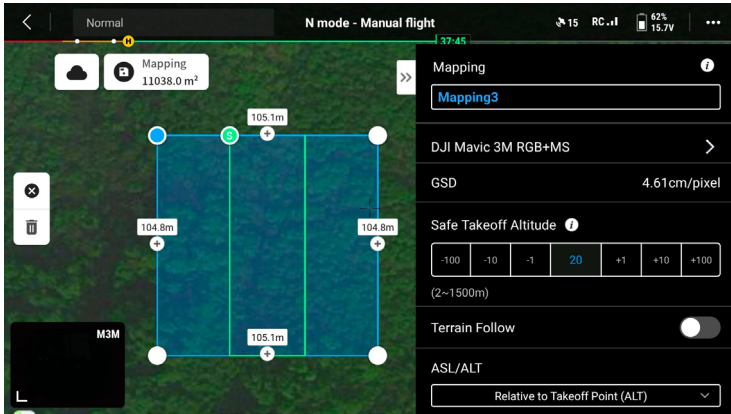 Normal
N mode - Manual flight
15
RC
62%
15.7V
H
37:45
Mapping
11038.0 m²
105.1m
S
104.8m
104.8m
105.1m
M3M
Mapping
Mapping3
DJI Mavic 3M RGB+MS
GSD
4.61cm/pixel
Safe Takeoff Altitude
-100
-10
-1
20
+1
+10
+100
(2~1500m)
Terrain Follow
ASL/ALT
Relative to Takeoff Point (ALT)